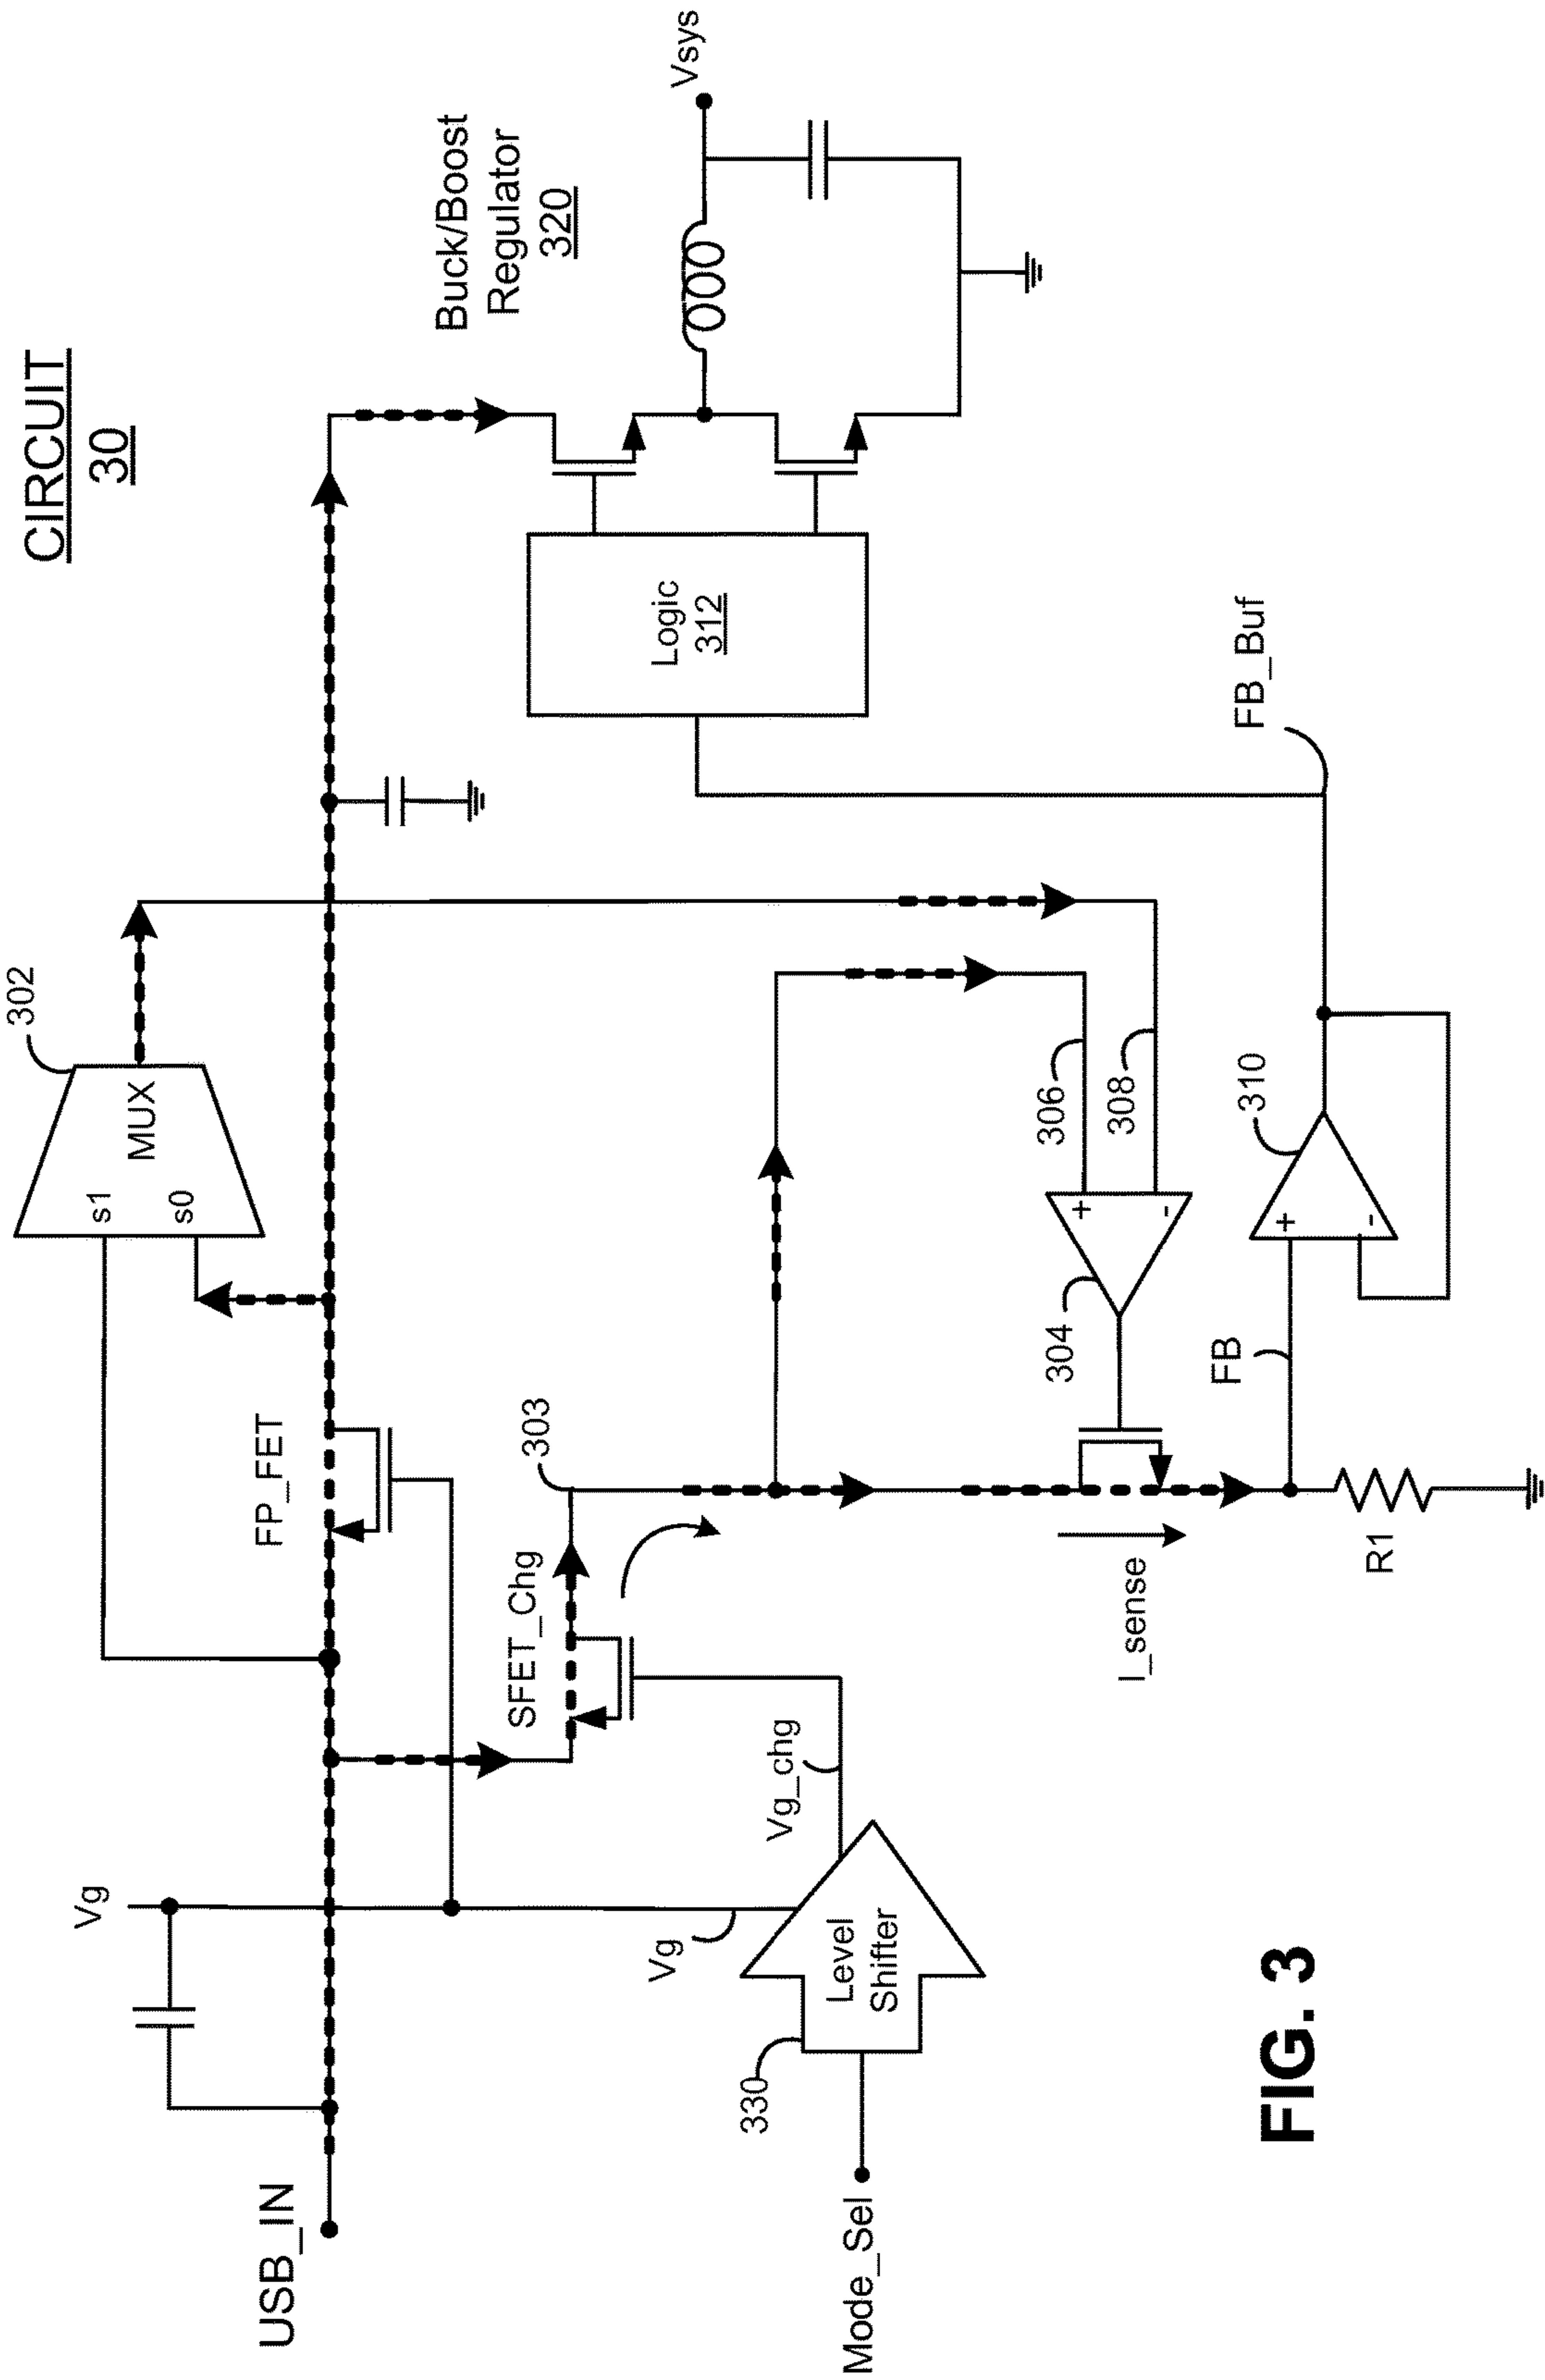 CIRCUIT
30
USB_IN
Vg
FP_FET
302
MUX
s1
s0
Buck/Boost
Regulator
320
Vsys
Logic
312
SFET_Chg
303
Vg
Vg_chg
330
Level
Shifter
Mode_Sel
306
308
+
-
304
I_sense
R1
FB
310
+
-
FB_Buf
FIG. 3